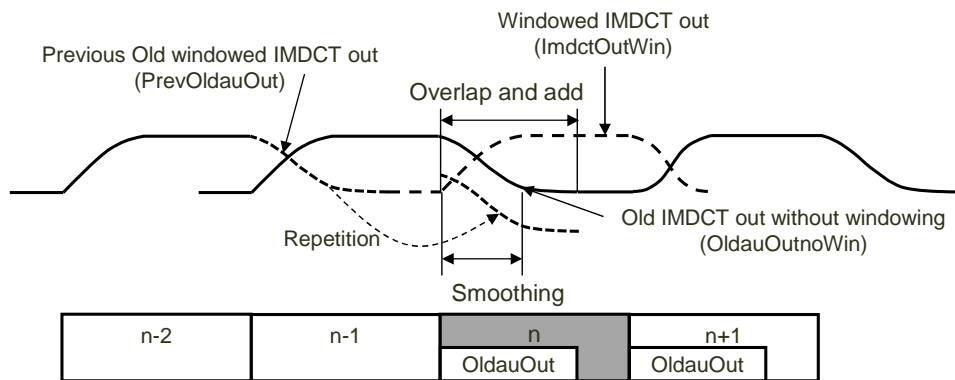 Windowed IMDCT out
(ImdctOutWin)
Previous Old windowed IMDCT out
(PrevOldauOut)
Overlap and add
Old IMDCT out without windowing
(OldauOutnoWin)
Repetition
Smoothing
n-2
n-1
n
n+1
OldauOut
OldauOut